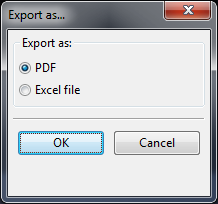 Export as...
Export as:
PDF
Excel file
OK
Cancel